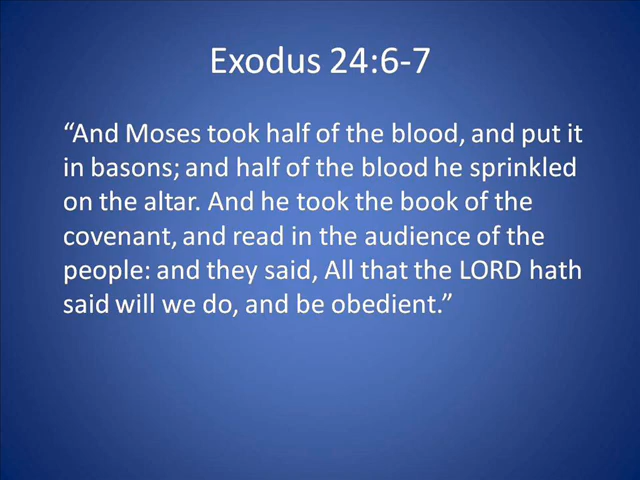 Exodus 24:6-7
“And Moses took half of the blood, and put it
in basons; and half of the blood he sprinkled
on the altar. And he took the book of the
covenant, and read in the audience of the
people: and they said, All that the LORD hath
said will we do, and be obedient.”